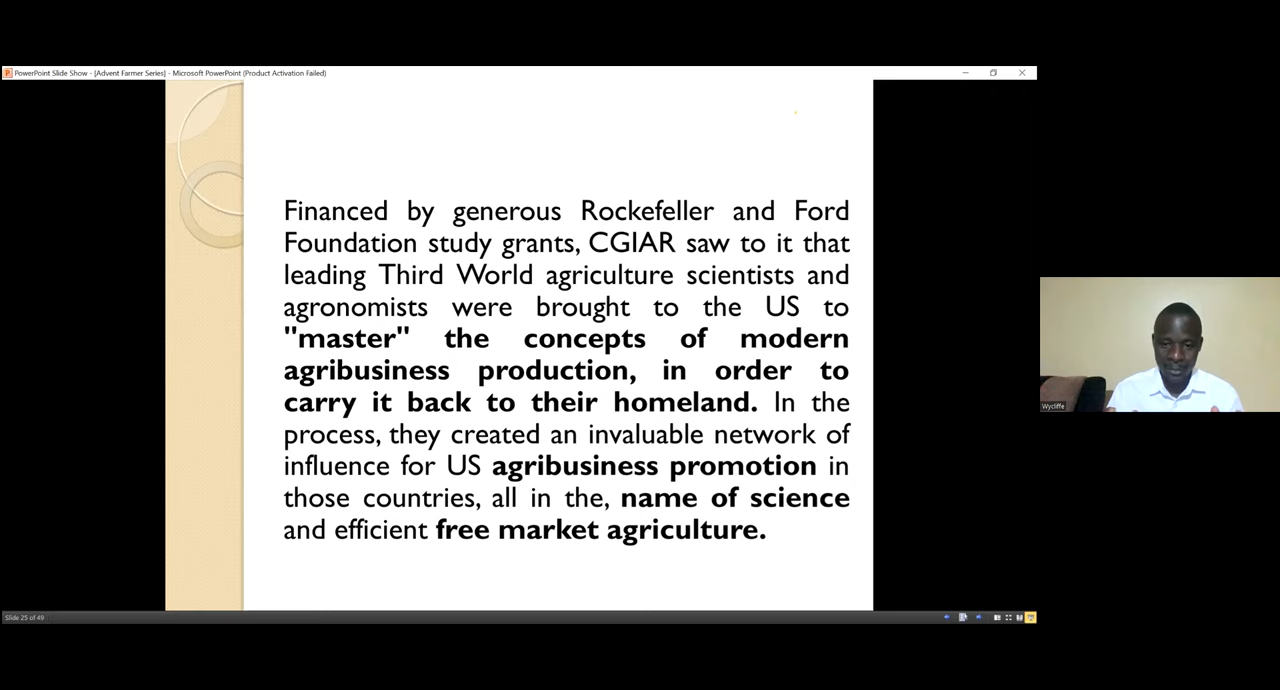 PowerPoint Slide Show - [Advent Farmer Series] - Microsoft PowerPoint (Product Activation Failed)
Financed by generous Rockefeller and Ford
Foundation study grants, CGIAR saw to it that
leading Third World agriculture scientists and
agronomists were brought to the US to
"master" the concepts of modern
agribusiness production, in order to
carry it back to their homeland. In the
process, they created an invaluable network of
influence for US agribusiness promotion in
those countries, all in the, name of science
and efficient free market agriculture.
Wycliffe
Slide 25 of 49